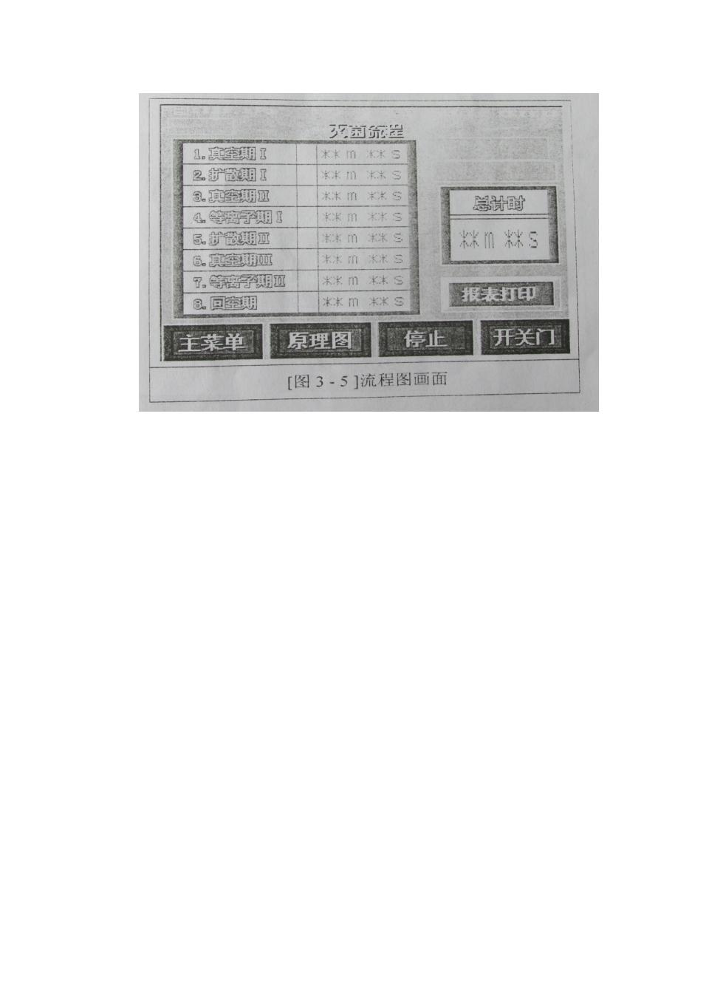 灭菌流程
1. 真空期 I ** m ** s
2. 扩散期 I ** m ** s
3. 真空期 II ** m ** s
4. 等离子期 I ** m ** s
5. 扩散期 II ** m ** s
6. 真空期 III ** m ** s
7. 等离子期 II ** m ** s
8. 回空期 ** m ** s
总计时
** m ** s
报表打印
主菜单 原理图 停止 开关门
[图 3 - 5 ]流程图画面